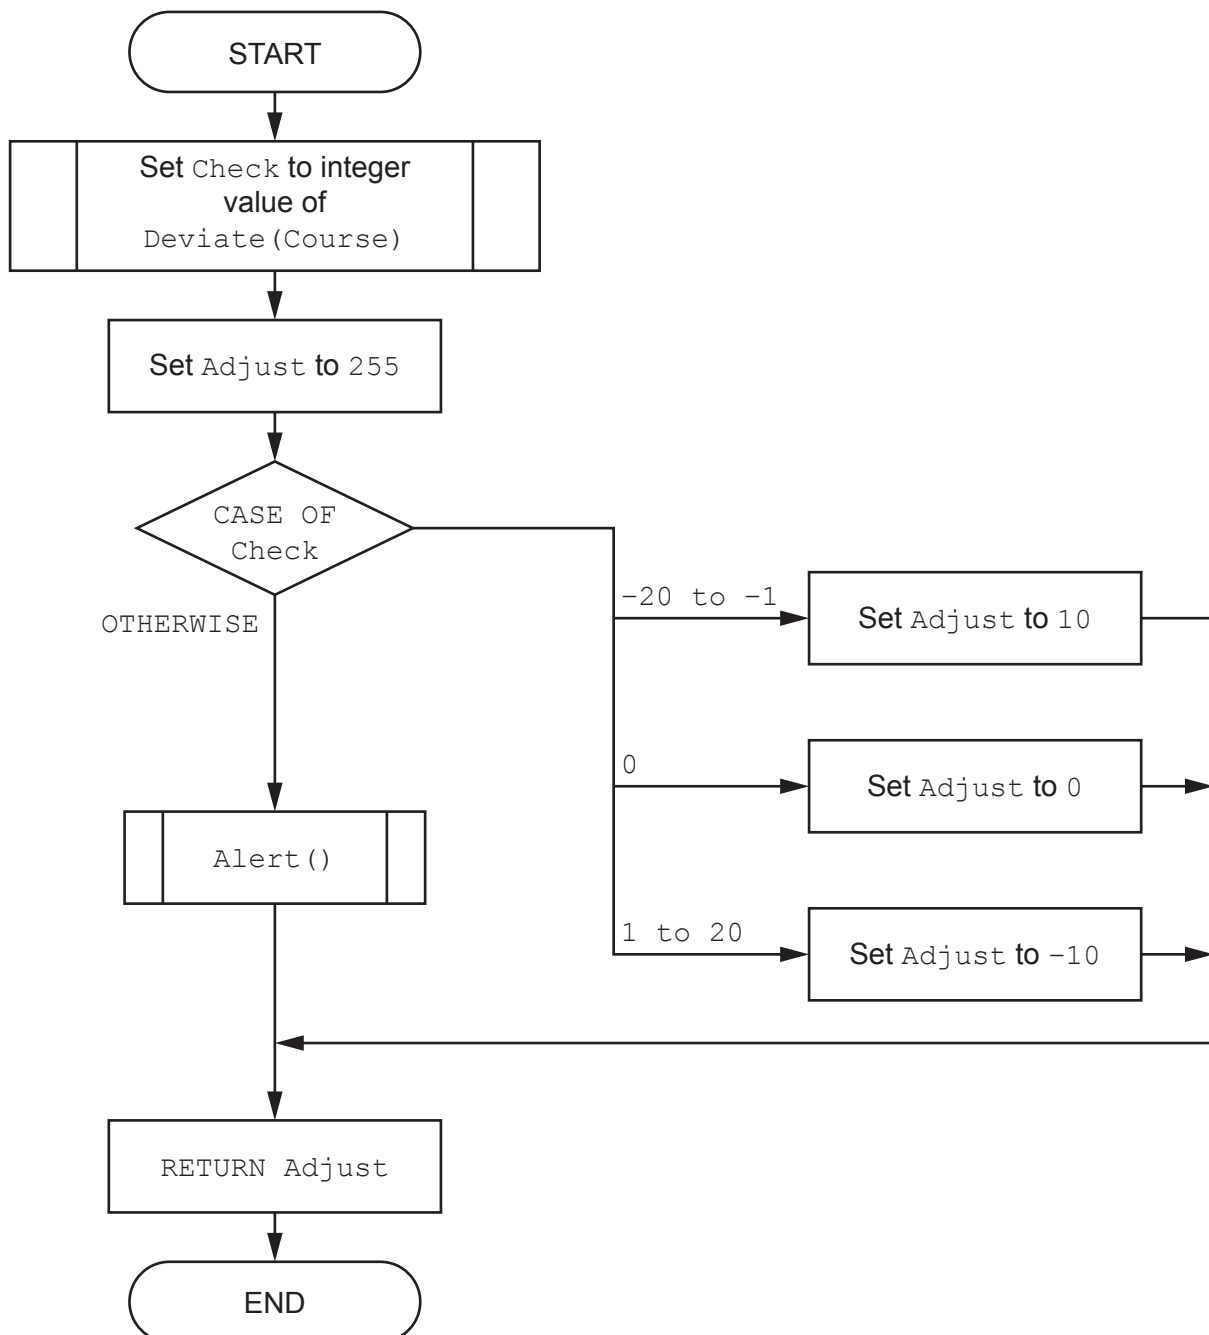 START
Set Check to integer
value of
Deviate(Course)
Set Adjust to 255
CASE OF
Check
OTHERWISE
−20 to −1
Set Adjust to 10
0
Set Adjust to 0
Alert()
1 to 20
Set Adjust to −10
RETURN Adjust
END